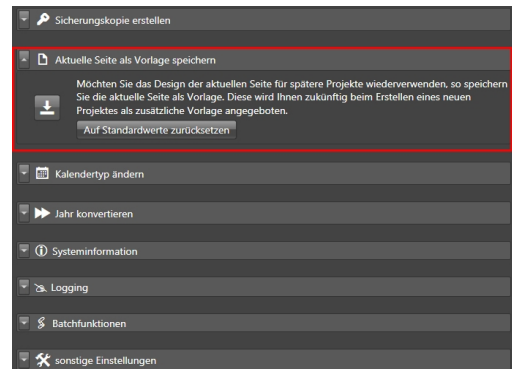 Sicherungskopie erstellen
Aktuelle Seite als Vorlage speichern
Möchten Sie das Design der aktuellen Seite für spätere Projekte wiederverwenden, so speichern
Sie die aktuelle Seite als Vorlage. Diese wird Ihnen zukünftig beim Erstellen eines neuen
Projektes als zusätzliche Vorlage angegeboten.
Auf Standardwerte zurücksetzen
Kalendertyp ändern
Jahr konvertieren
Systeminformation
Logging
Batchfunktionen
sonstige Einstellungen